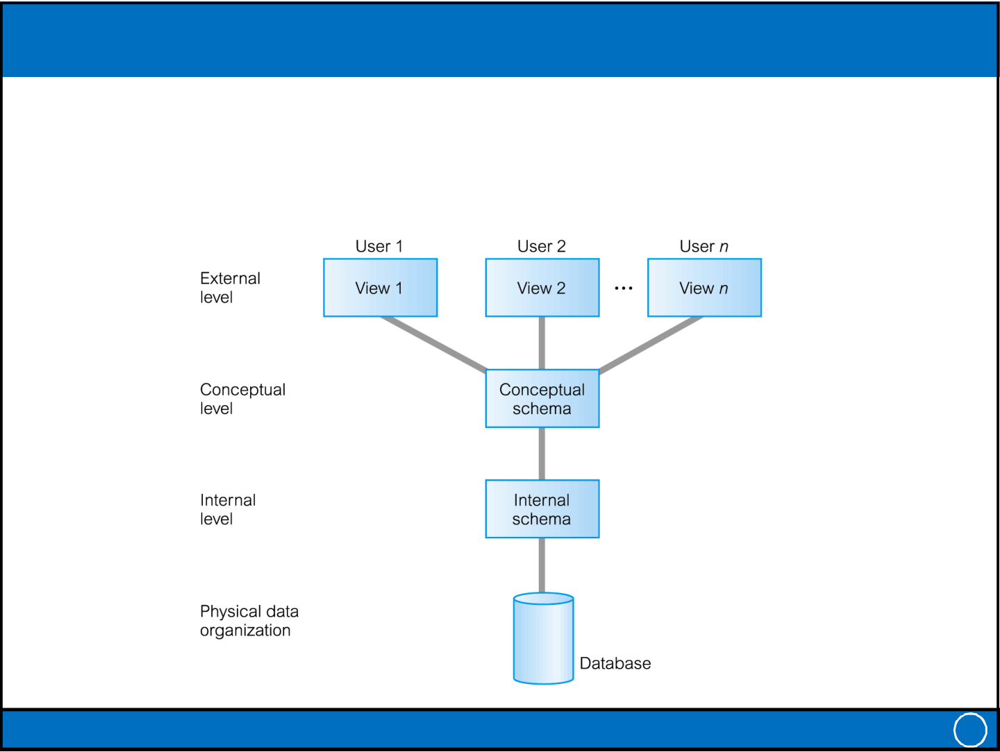 User 1
User 2
User n
External
level
View 1
View 2
...
View n
Conceptual
level
Conceptual
schema
Internal
level
Internal
schema
Physical data
organization
Database